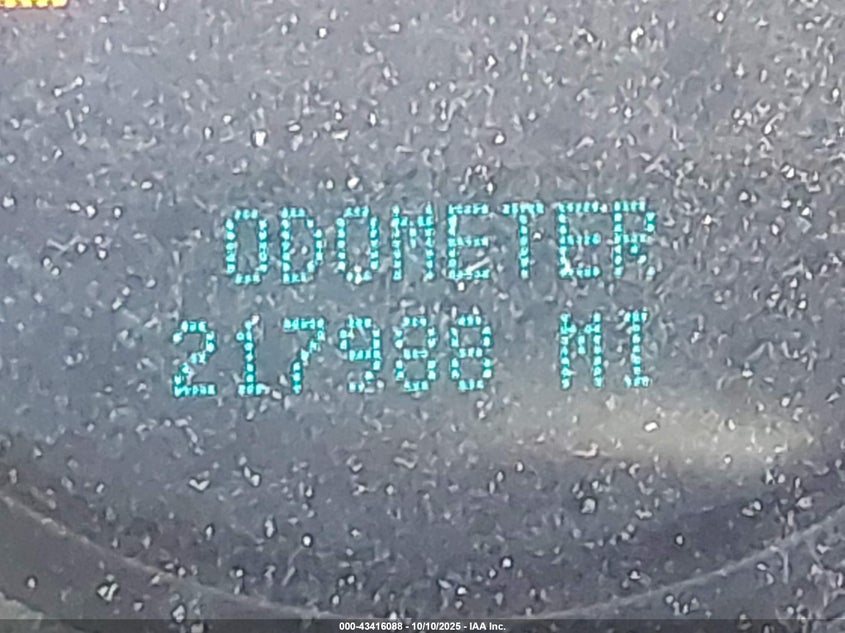 ODOMETER
217988 MI
000-43416088 - 10/10/2025 - IAA Inc.